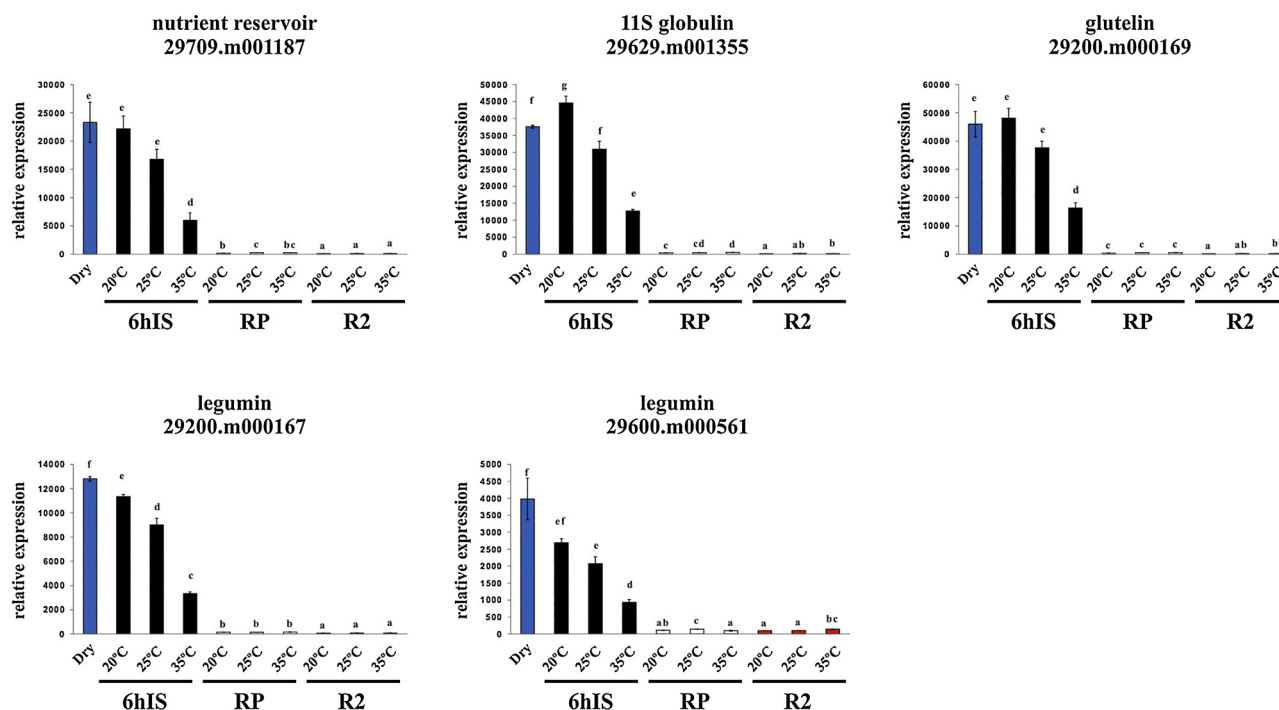 nutrient reservoir
29709.m001187
relative expression
30000
25000
20000
15000
10000
5000
0
e
e
e
d
b
c
bc
a
a
a
Dry
20ºC
25ºC
35ºC
20ºC
25ºC
35ºC
20ºC
25ºC
35ºC
6hIS
RP
R2
11S globulin
29629.m001355
relative expression
50000
45000
40000
35000
30000
25000
20000
15000
10000
5000
0
f
g
f
e
c
cd
d
a
ab
b
Dry
20ºC
25ºC
35ºC
20ºC
25ºC
35ºC
20ºC
25ºC
35ºC
6hIS
RP
R2
glutelin
29200.m000169
relative expression
60000
50000
40000
30000
20000
10000
0
e
e
e
d
c
c
c
a
ab
b
Dry
20ºC
25ºC
35ºC
20ºC
25ºC
35ºC
20ºC
25ºC
35ºC
6hIS
RP
R2
legumin
29200.m000167
relative expression
14000
12000
10000
8000
6000
4000
2000
0
f
e
d
c
b
b
b
a
a
a
Dry
20ºC
25ºC
35ºC
20ºC
25ºC
35ºC
20ºC
25ºC
35ºC
6hIS
RP
R2
legumin
29600.m000561
relative expression
5000
4500
4000
3500
3000
2500
2000
1500
1000
500
0
f
ef
e
d
ab
c
a
a
a
bc
Dry
20ºC
25ºC
35ºC
20ºC
25ºC
35ºC
20ºC
25ºC
35ºC
6hIS
RP
R2